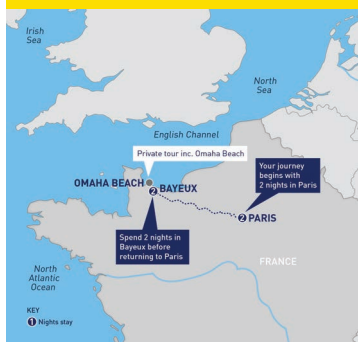 Irish
Sea
North
Sea
English Channel
Private tour inc. Omaha Beach
Your journey
begins with
2 nights in Paris
OMAHA BEACH
2 BAYEUX
2 PARIS
Spend 2 nights in
Bayeux before
returning to Paris
FRANCE
North
Atlantic
Ocean
KEY
1 Nights stay